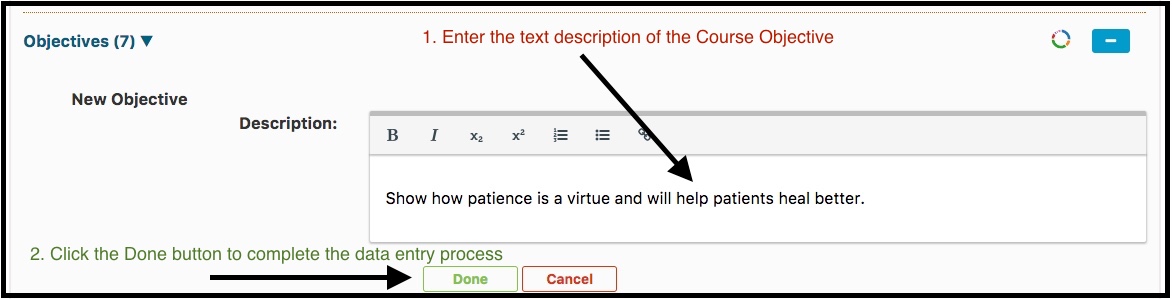 Objectives (7) ▼
1. Enter the text description of the Course Objective
New Objective
Description:
B I x₂ x²
Show how patience is a virtue and will help patients heal better.
2. Click the Done button to complete the data entry process
Done Cancel